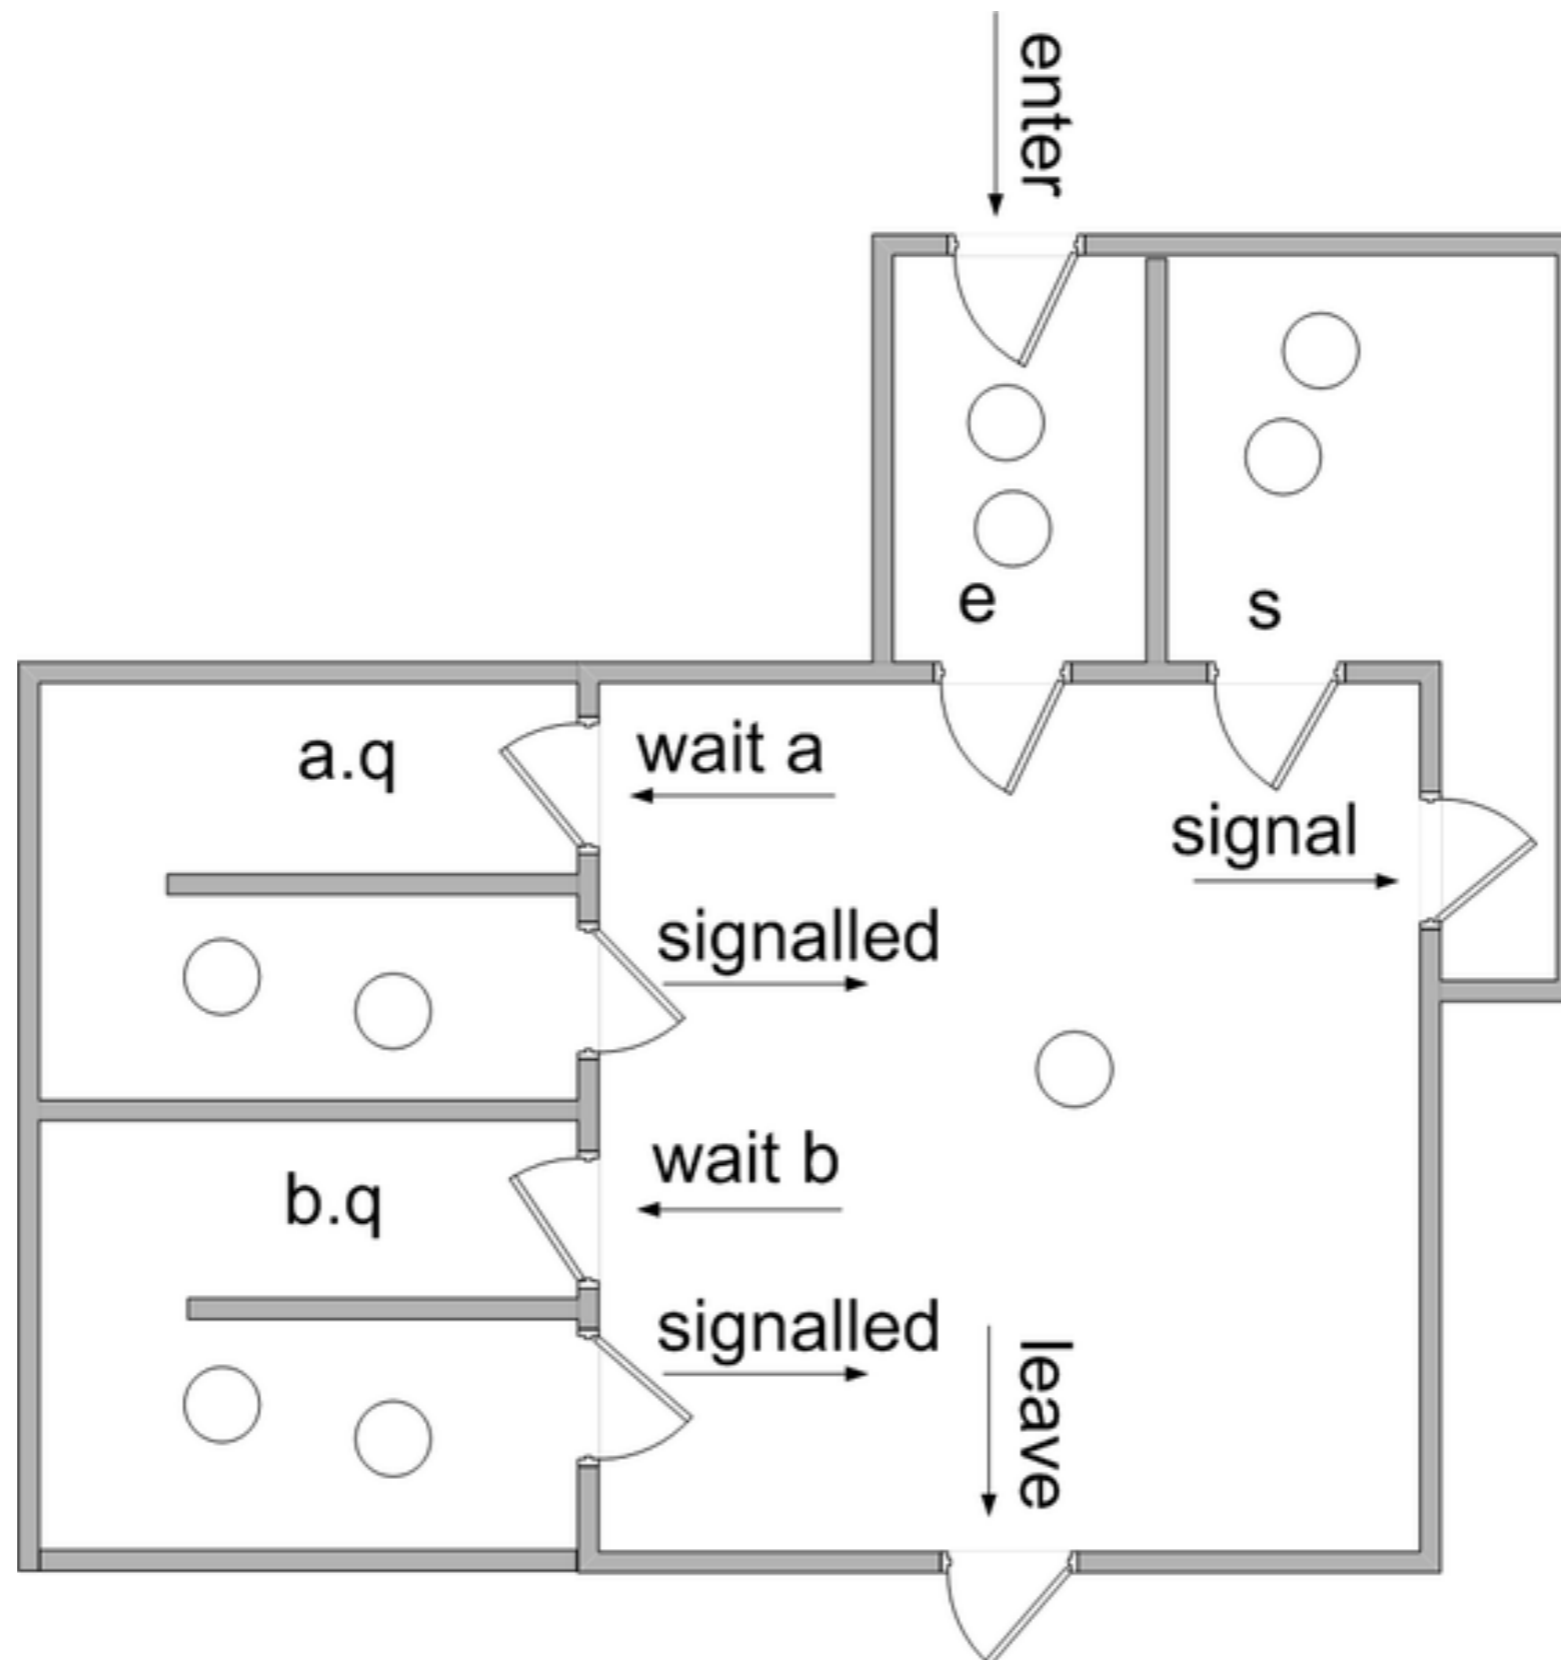 enter
e
s
a.q
wait a
signal
signalled
wait b
b.q
signalled
leave